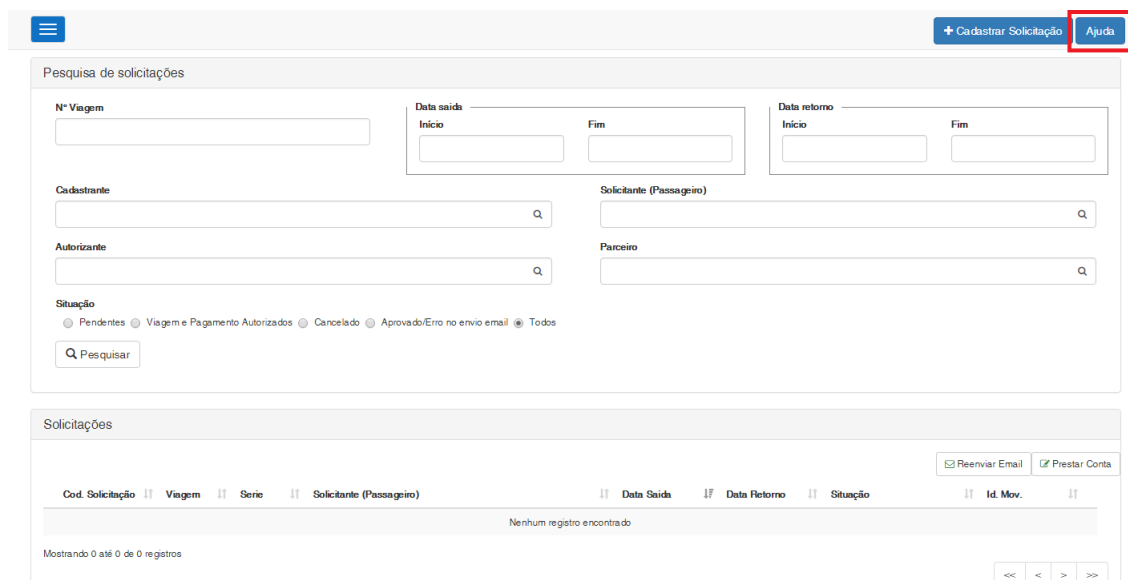 + Cadastrar Solicitação Ajuda
Pesquisa de solicitações
Nº Viagem
Data saida
Início Fim
Data retorno
Início Fim
Cadastrante Solicitante (Passageiro)
Autorizante Parceiro
Situação
Pendentes Viagem e Pagamento Autorizados Cancelado Aprovado/Erro no envio email Todos
Pesquisar
Solicitações
Reenviar Email Prestar Conta
Cod. Solicitação Viagem Serie Solicitante (Passageiro) Data Saida Data Retorno Situação Id. Mov.
Nenhum registro encontrado
Mostrando 0 até 0 de 0 registros
<< < > >>